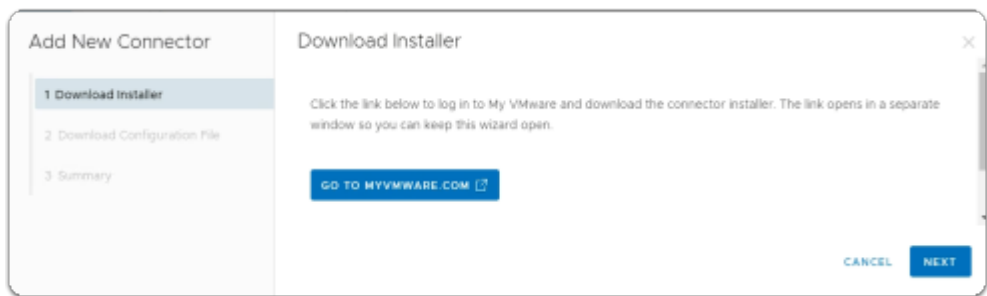 Add New Connector
1 Download Installer
2 Download Configuration File
3 Summary
Download Installer
Click the link below to log in to My VMware and download the connector installer. The link opens in a separate
window so you can keep this wizard open.
GO TO MYVMWARE.COM
CANCEL
NEXT